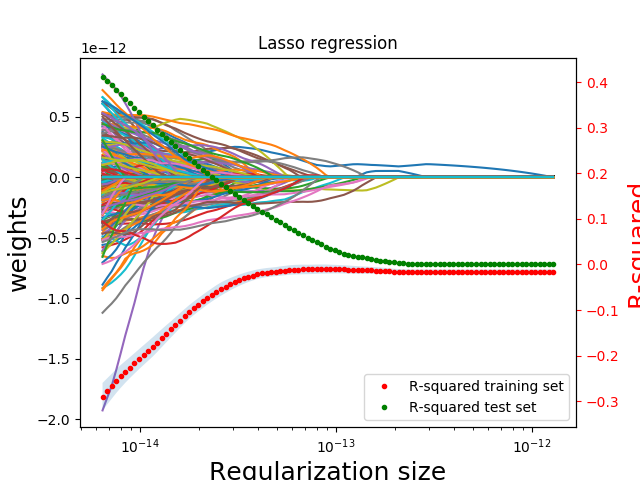 Lasso regression
1e−12
0.5
0.0
−0.5
−1.0
−1.5
−2.0
weights
0.4
0.3
0.2
0.1
0.0
−0.1
−0.2
−0.3
R-squared
R-squared training set
R-squared test set
10⁻¹⁴
10⁻¹³
10⁻¹²
Regularization size